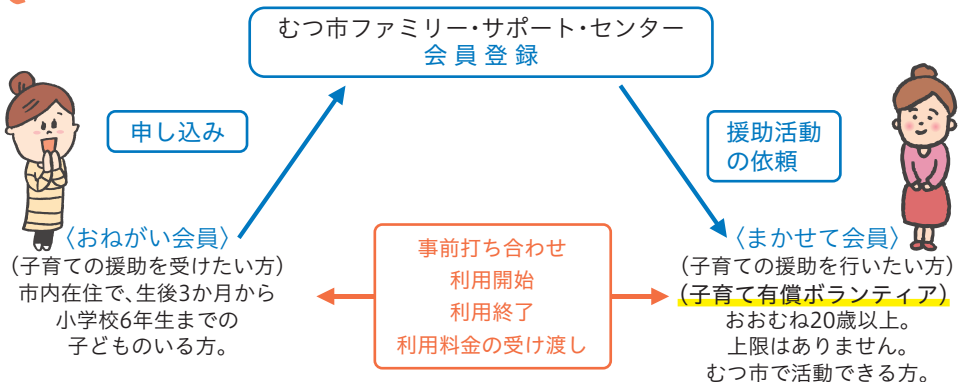 むつ市ファミリー・サポート・センター
会員登録
申し込み
援助活動
の依頼
〈おねがい会員〉
(子育ての援助を受けたい方)
市内在住で、生後3か月から
小学校6年生までの
子どものいる方。
事前打ち合わせ
利用開始
利用終了
利用料金の受け渡し
〈まかせて会員〉
(子育ての援助を行いたい方)
(子育て有償ボランティア)
おおむね20歳以上。
上限はありません。
むつ市で活動できる方。